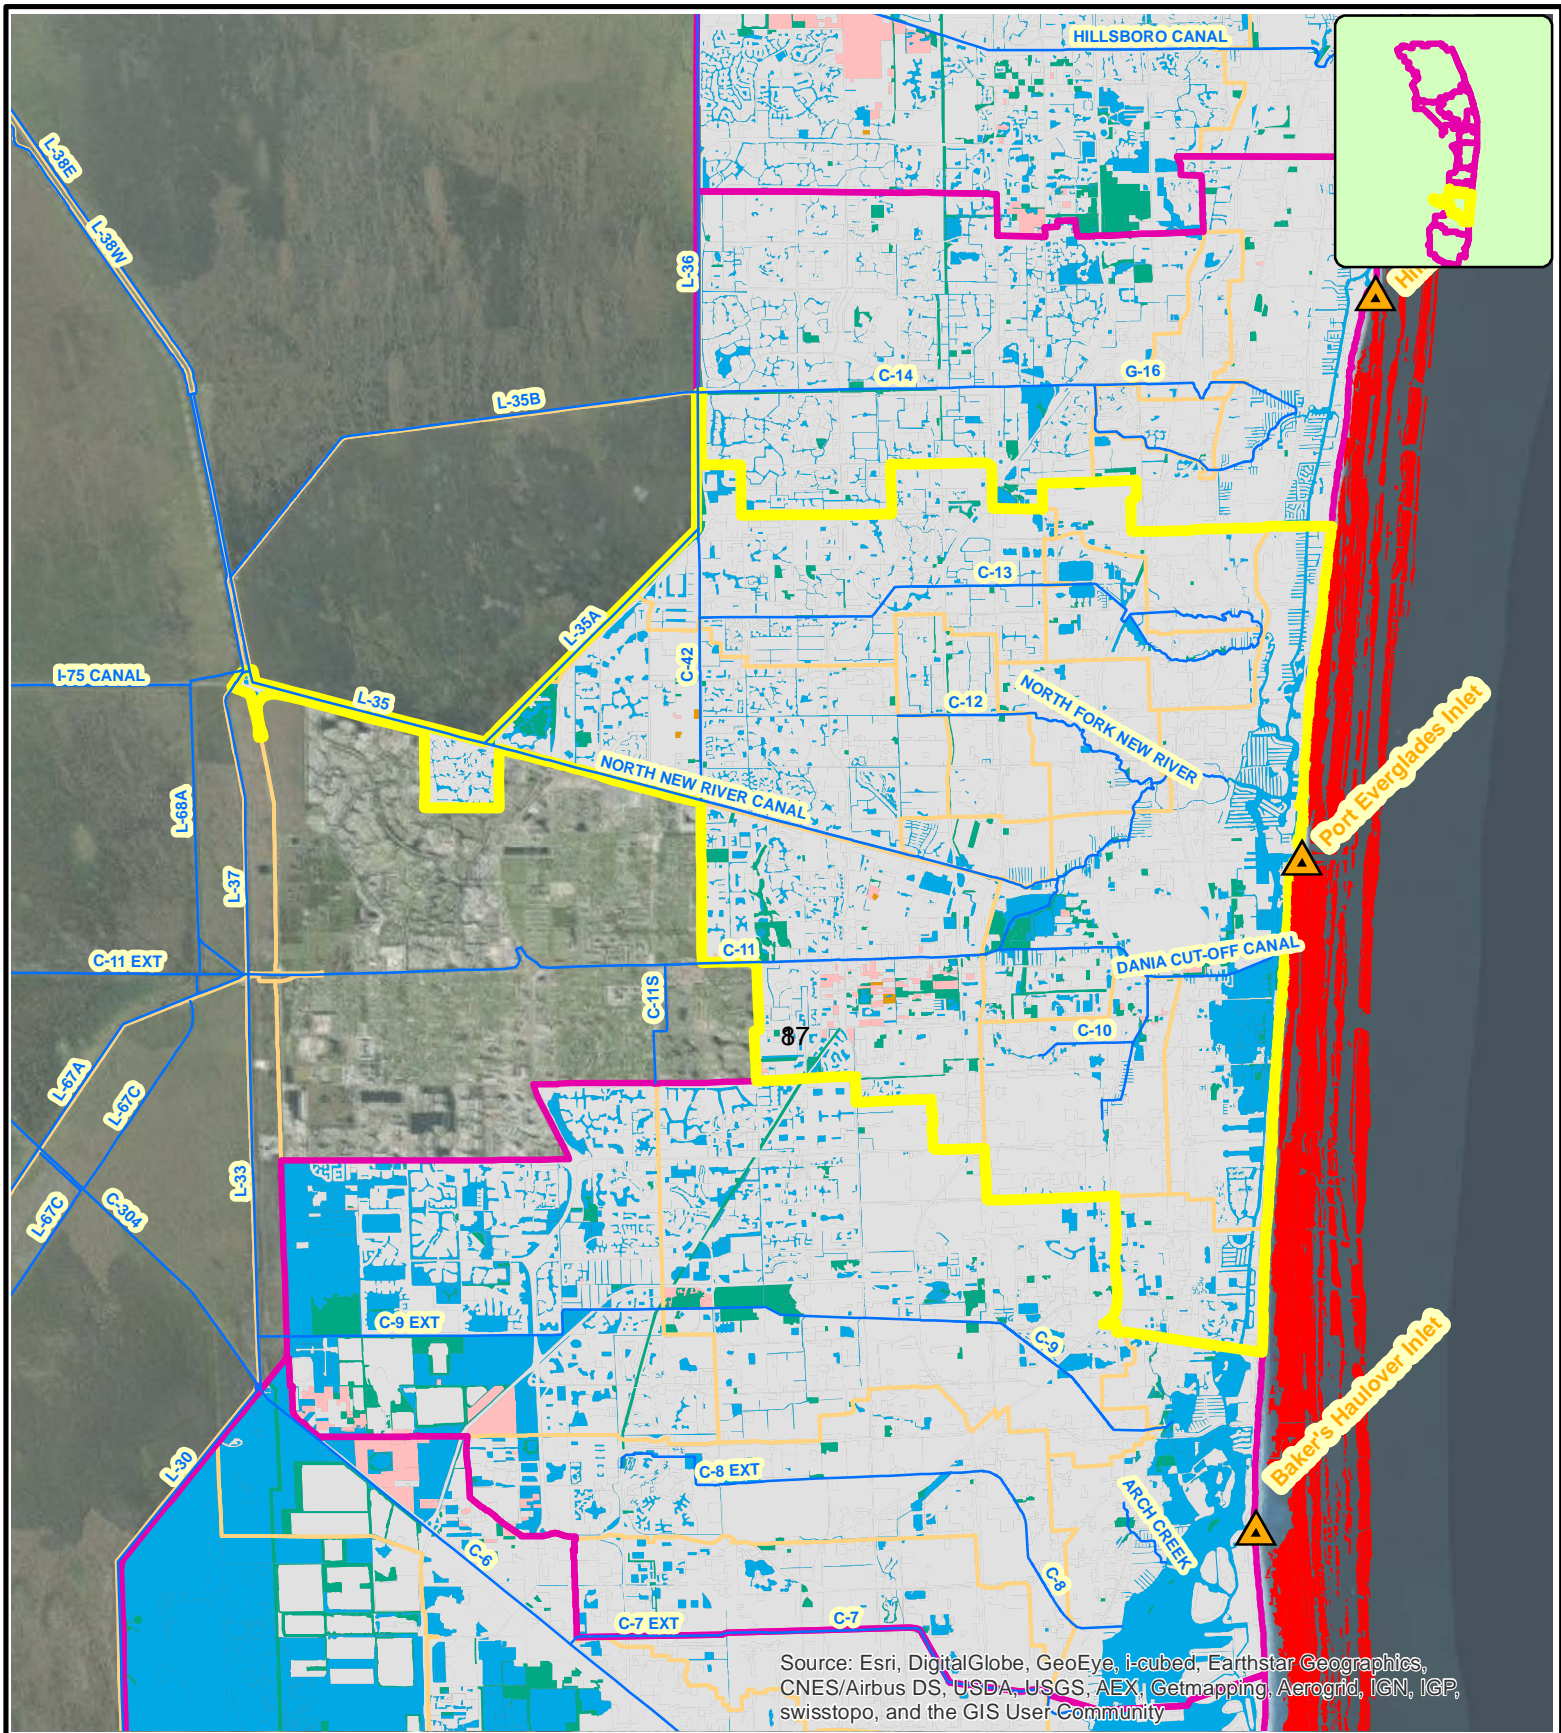 HILLSBORO CANAL
L-38E
L-38W
L-36
C-14
G-16
L-35B
C-13
L-35A
C-42
I-75 CANAL
L-35
C-12
NORTH FORK NEW RIVER
NORTH NEW RIVER CANAL
Port Everglades Inlet
L-68A
L-37
C-11
C-11 EXT
DANIA CUT-OFF CANAL
C-11S
C-10
L-67A
L-67C
L-33
L-67C
C-304
C-9 EXT
C-9
Baker's Haulover Inlet
L-30
C-8 EXT
ARCH CREEK
C-6
C-8
C-7 EXT
C-7
Source: Esri, DigitalGlobe, GeoEye, i-cubed, Earthstar Geographics,
CNES/Airbus DS, USDA, USGS, AEX, Getmapping, Aerogrid, IGN, IGP,
swisstopo, and the GIS User Community